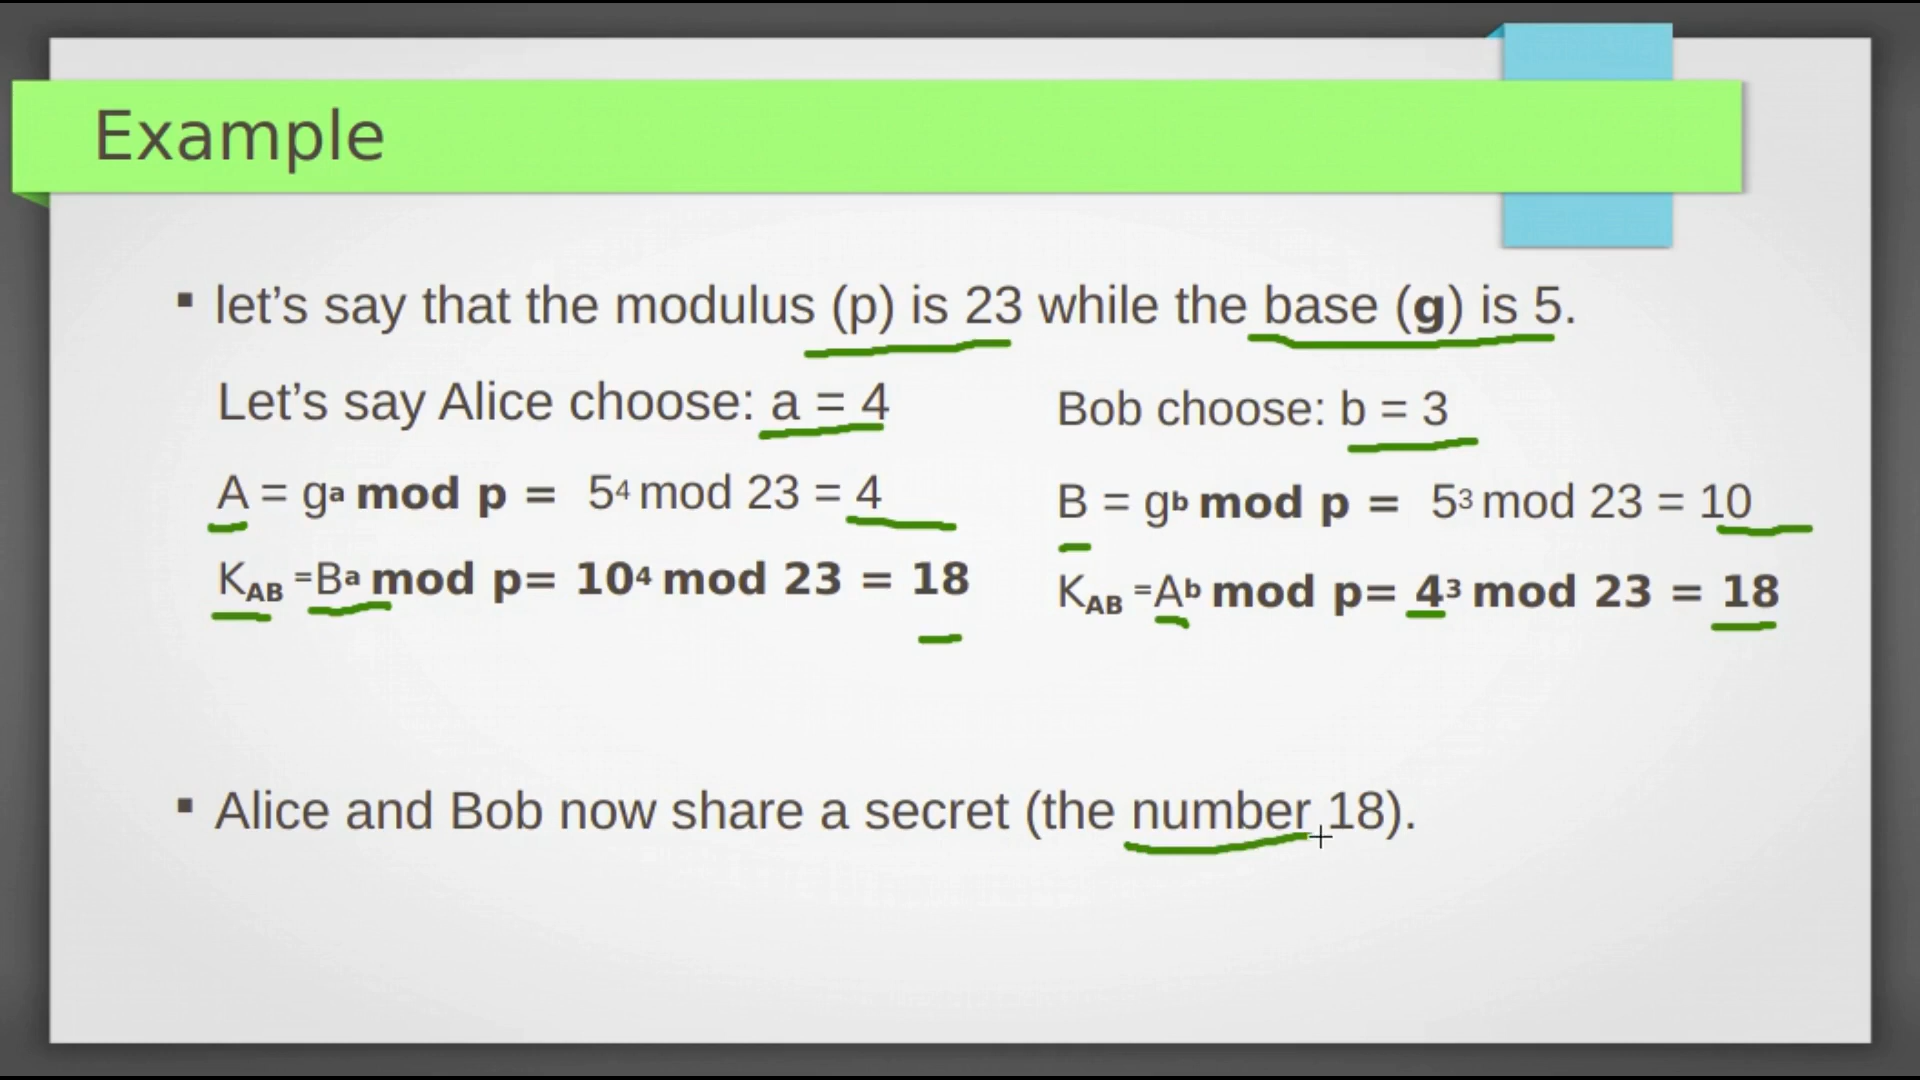 Example
▪ let’s say that the modulus (p) is 23 while the base (g) is 5.
Let’s say Alice choose: a = 4
Bob choose: b = 3
A = gᵃ mod p = 5⁴ mod 23 = 4
B = gᵇ mod p = 5³ mod 23 = 10
K_AB =Bᵃ mod p= 10⁴ mod 23 = 18
K_AB =Aᵇ mod p= 4³ mod 23 = 18
▪ Alice and Bob now share a secret (the number 18).